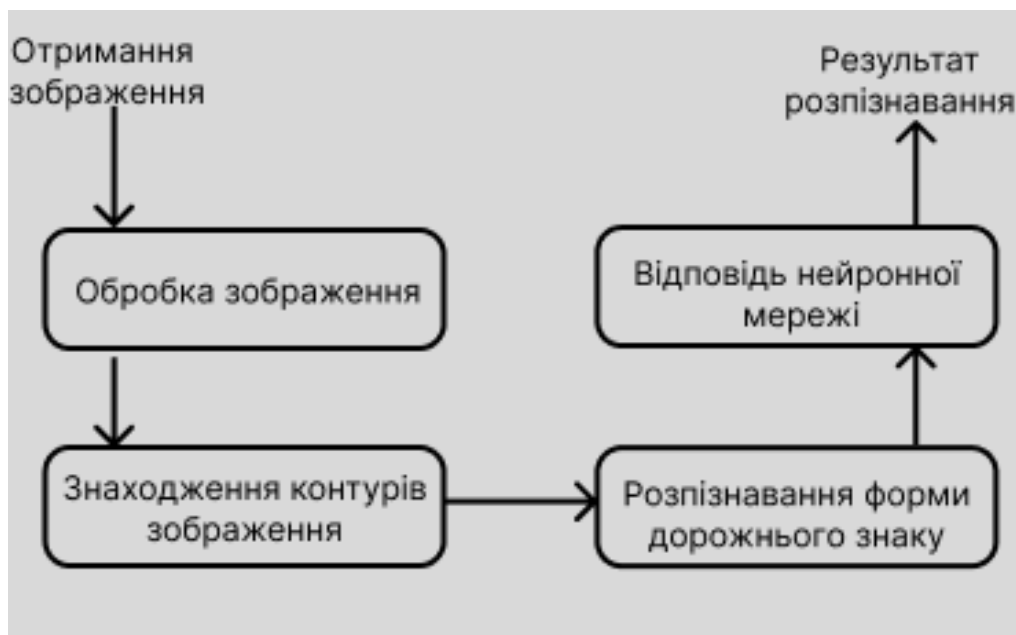 Отримання
зображення
Обробка зображення
Знаходження контурів
зображення
Розпізнавання форми
дорожнього знаку
Відповідь нейронної
мережі
Результат
розпізнавання